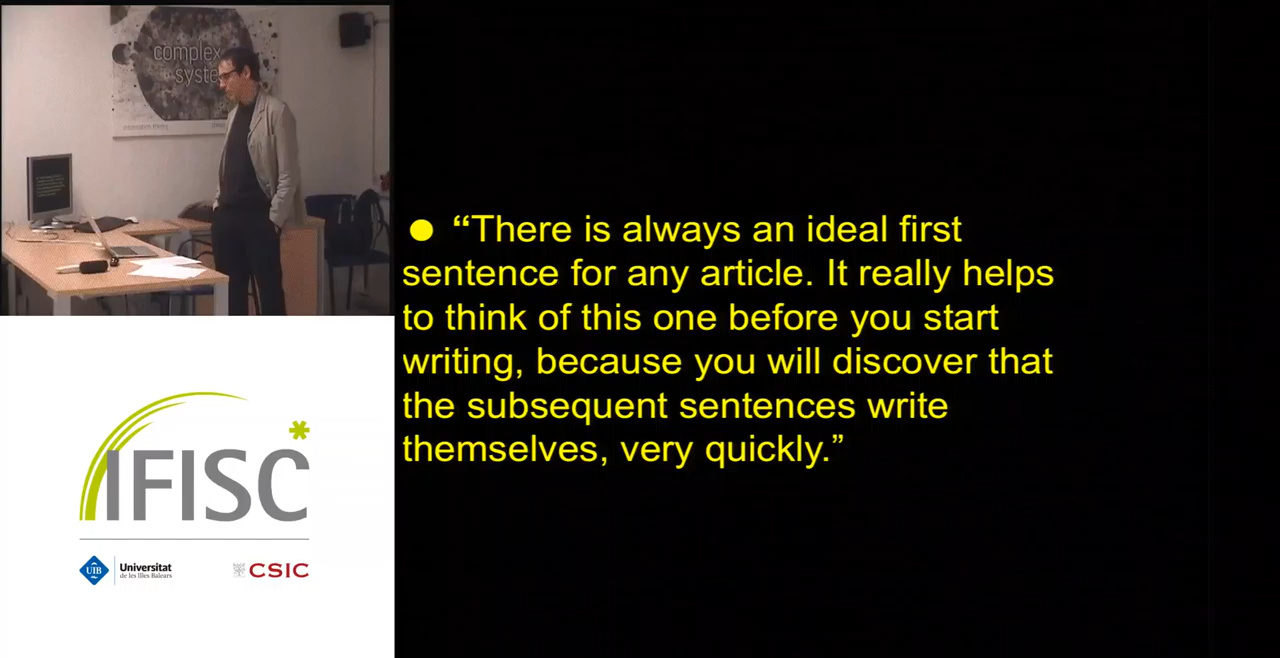 complex
syste
● “There is always an ideal first
sentence for any article. It really helps
to think of this one before you start
writing, because you will discover that
the subsequent sentences write
themselves, very quickly.”
IFISC
UIB
Universitat
de les Illes Balears
CSIC